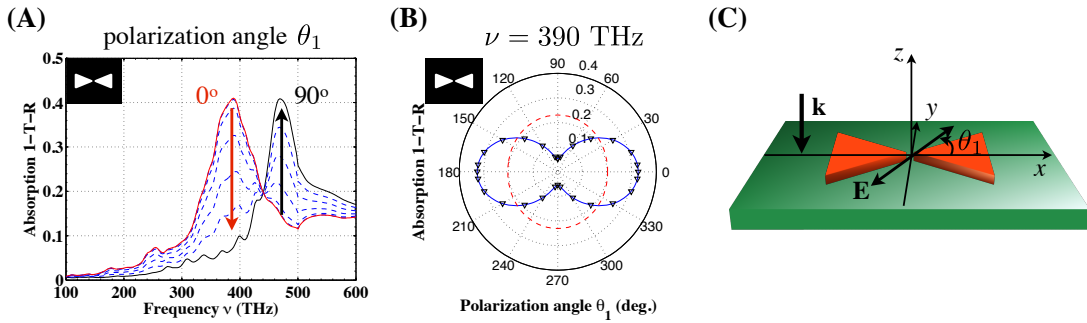 (A)
polarization angle θ₁
Absorption 1−T−R
0.5
0.4
0.3
0.2
0.1
0
0º
90º
100 200 300 400 500 600
Frequency ν (THz)
(B)
ν = 390 THz
Absorption 1−T−R
90
120 60
150 30
180 0
210 330
240 300
270
0.4
0.3
0.2
0.1
Polarization angle θ₁ (deg.)
(C)
z
k
y
θ₁
E
x